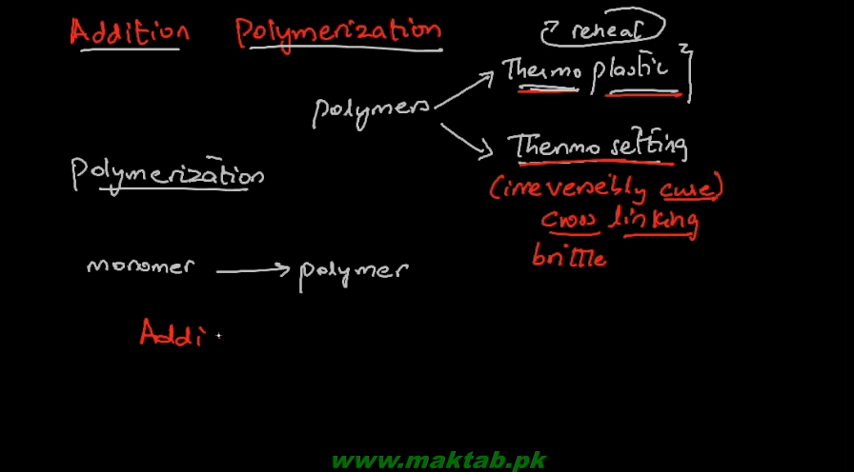 Addition Polymerization
reheat
Thermo plastic
polymers
Thermo setting
(irreversibly cure)
cross linking
brittle
Polymerization
monomer → polymer
Addi
www.maktab.pk